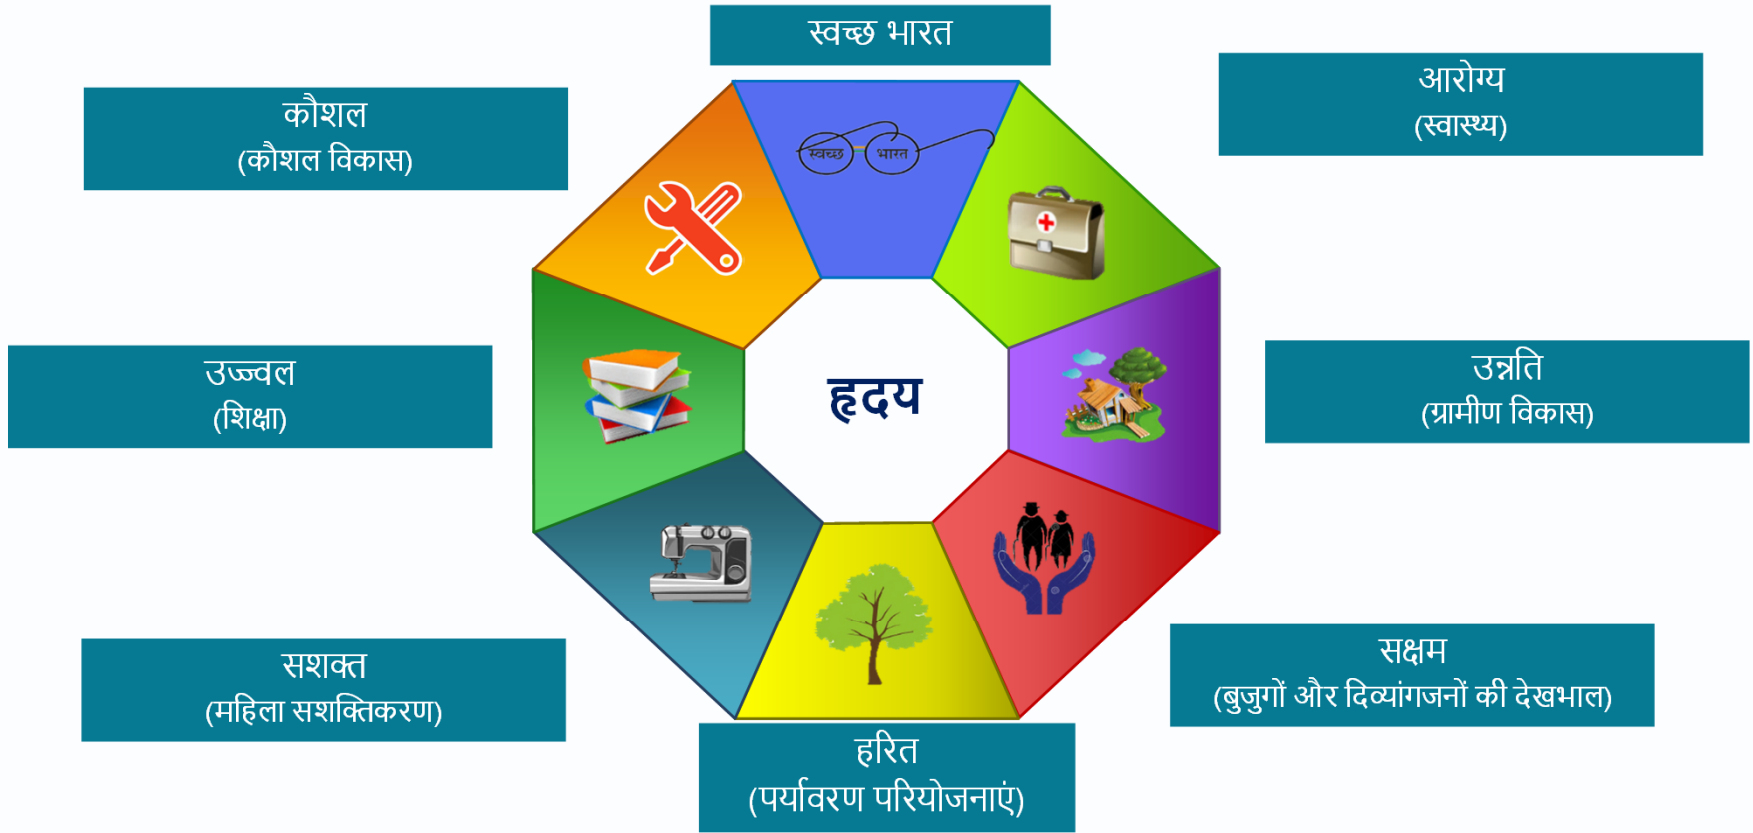 स्वच्छ भारत
कौशल
(कौशल विकास)
आरोग्य
(स्वास्थ्य)
स्वच्छ भारत
उज्ज्वल
(शिक्षा)
हृदय
उन्नति
(ग्रामीण विकास)
सशक्त
(महिला सशक्तिकरण)
सक्षम
(बुजुगों और दिव्यांगजनों की देखभाल)
हरित
(पर्यावरण परियोजनाएं)